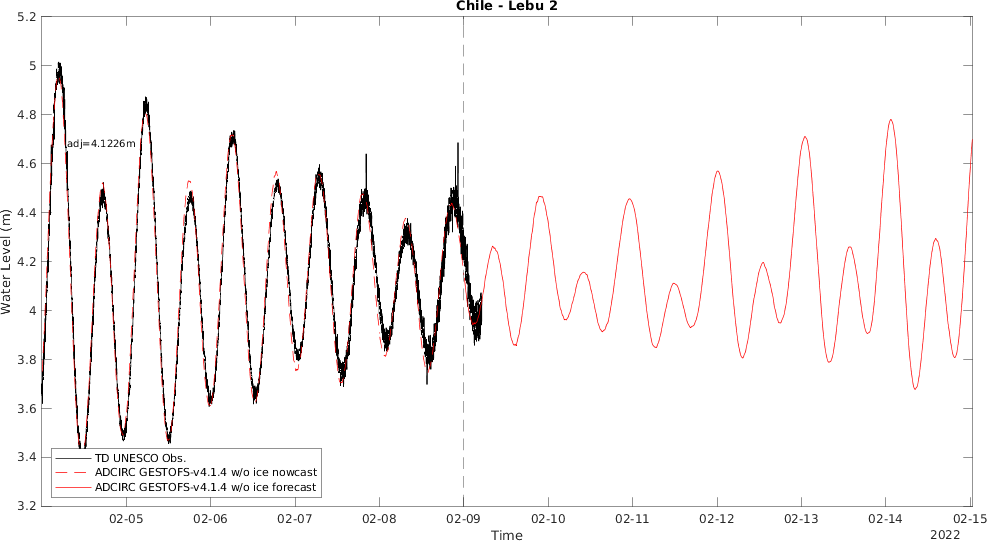 Chile - Lebu 2
5.2
5
4.8
4.6
4.4
4.2
4
3.8
3.6
3.4
3.2
Water Level (m)
adj=4.1226m
TD UNESCO Obs.
ADCIRC GESTOFS-v4.1.4 w/o ice nowcast
ADCIRC GESTOFS-v4.1.4 w/o ice forecast
02-05 02-06 02-07 02-08 02-09 02-10 02-11 02-12 02-13 02-14 02-15
Time
2022